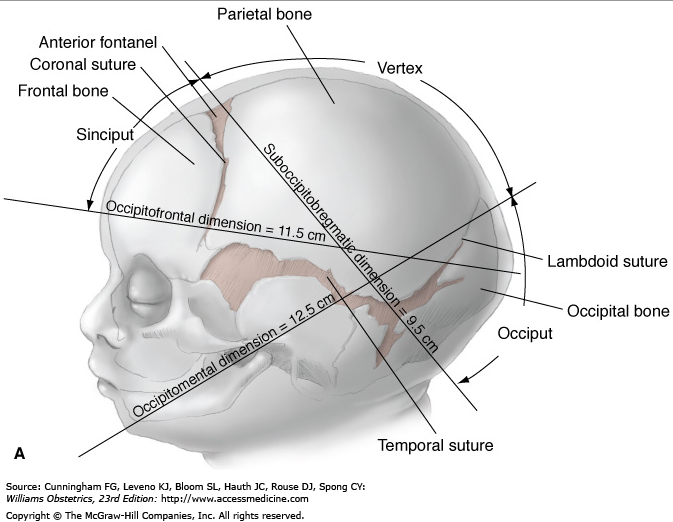 Parietal bone
Anterior fontanel
Coronal suture
Vertex
Frontal bone
Sinciput
Suboccipitobregmatic dimension = 9.5 cm
Occipitofrontal dimension = 11.5 cm
Lambdoid suture
Occipitomental dimension = 12.5 cm
Occipital bone
Occiput
Temporal suture
A
Source: Cunningham FG, Leveno KJ, Bloom SL, Hauth JC, Rouse DJ, Spong CY:
Williams Obstetrics, 23rd Edition: http://www.accessmedicine.com
Copyright © The McGraw-Hill Companies, Inc. All rights reserved.